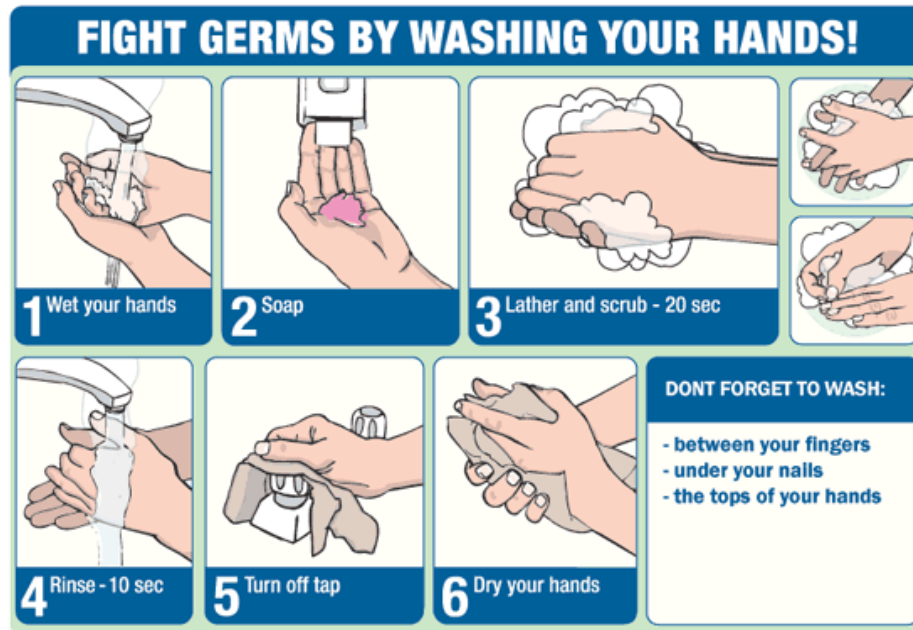 FIGHT GERMS BY WASHING YOUR HANDS!
1 Wet your hands
2 Soap
3 Lather and scrub - 20 sec
4 Rinse - 10 sec
5 Turn off tap
6 Dry your hands
DONT FORGET TO WASH:
- between your fingers
- under your nails
- the tops of your hands